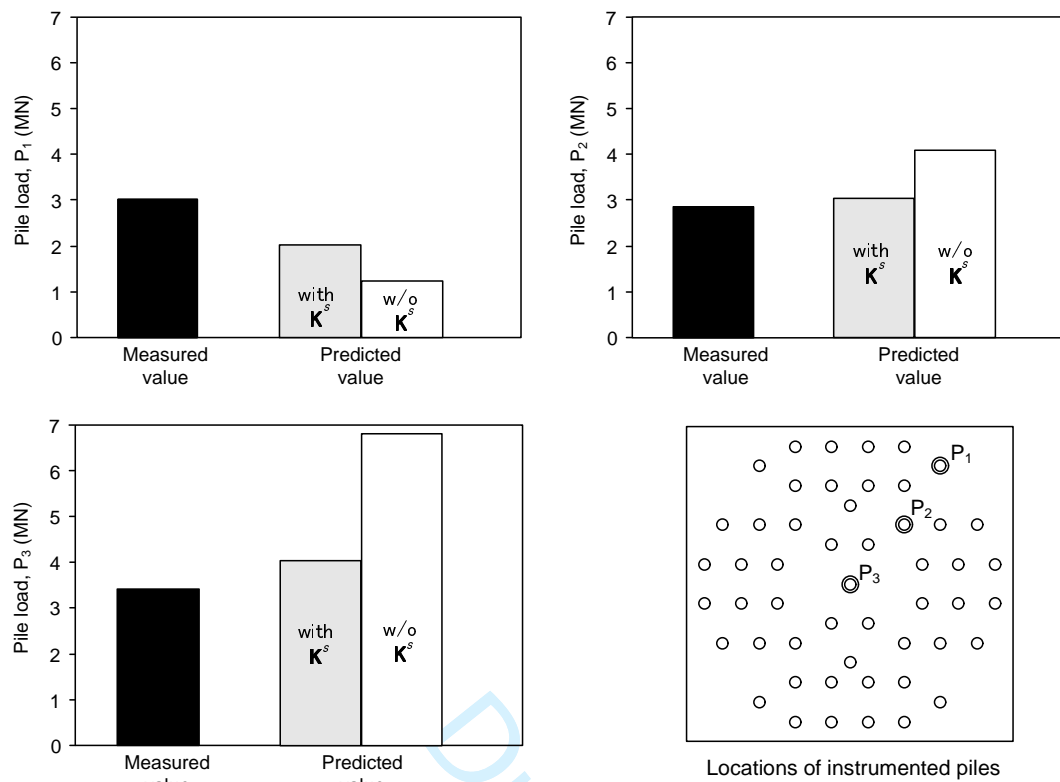 7
6
5
4
3
2
1
0
Pile load, P₁ (MN)
with
Kˢ
w/o
Kˢ
Measured
value
Predicted
value
7
6
5
4
3
2
1
0
Pile load, P₂ (MN)
with
Kˢ
w/o
Kˢ
Measured
value
Predicted
value
7
6
5
4
3
2
1
0
Pile load, P₃ (MN)
with
Kˢ
w/o
Kˢ
Measured
value
Predicted
value
P₁
P₂
P₃
Locations of instrumented piles